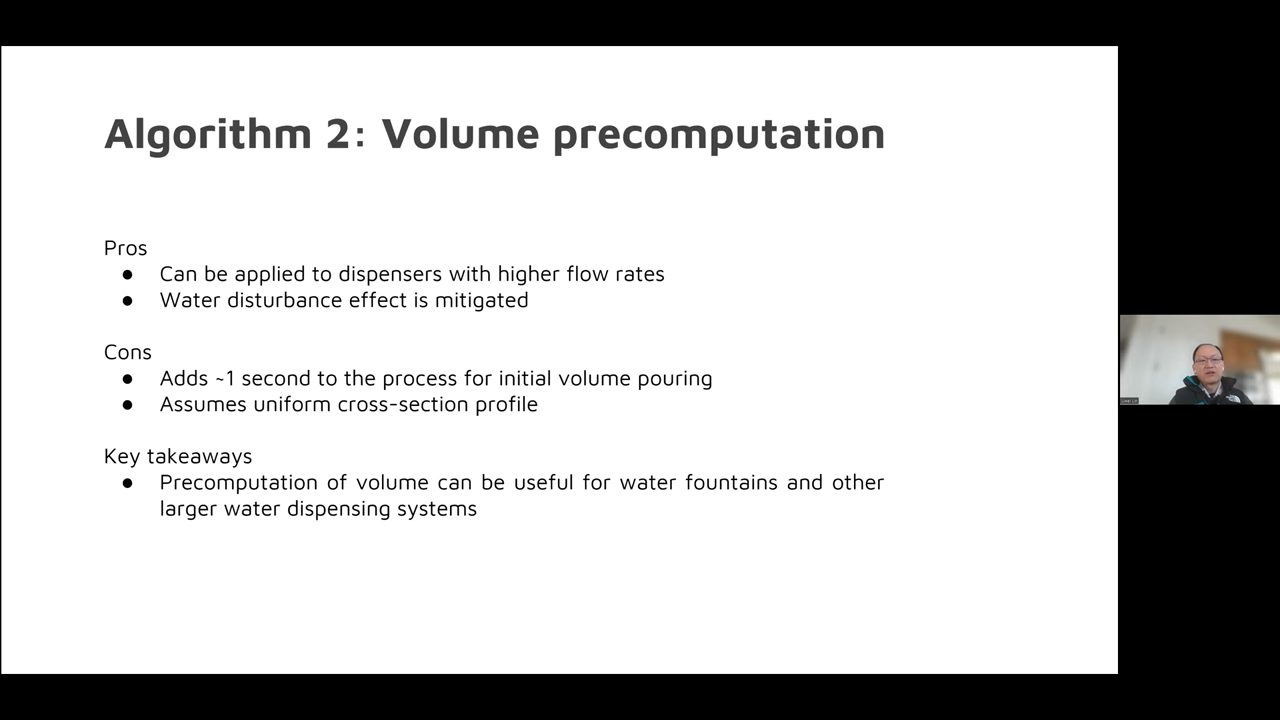 Algorithm 2: Volume precomputation
Pros
● Can be applied to dispensers with higher flow rates
● Water disturbance effect is mitigated
Cons
● Adds ~1 second to the process for initial volume pouring
● Assumes uniform cross-section profile
Key takeaways
● Precomputation of volume can be useful for water fountains and other
larger water dispensing systems